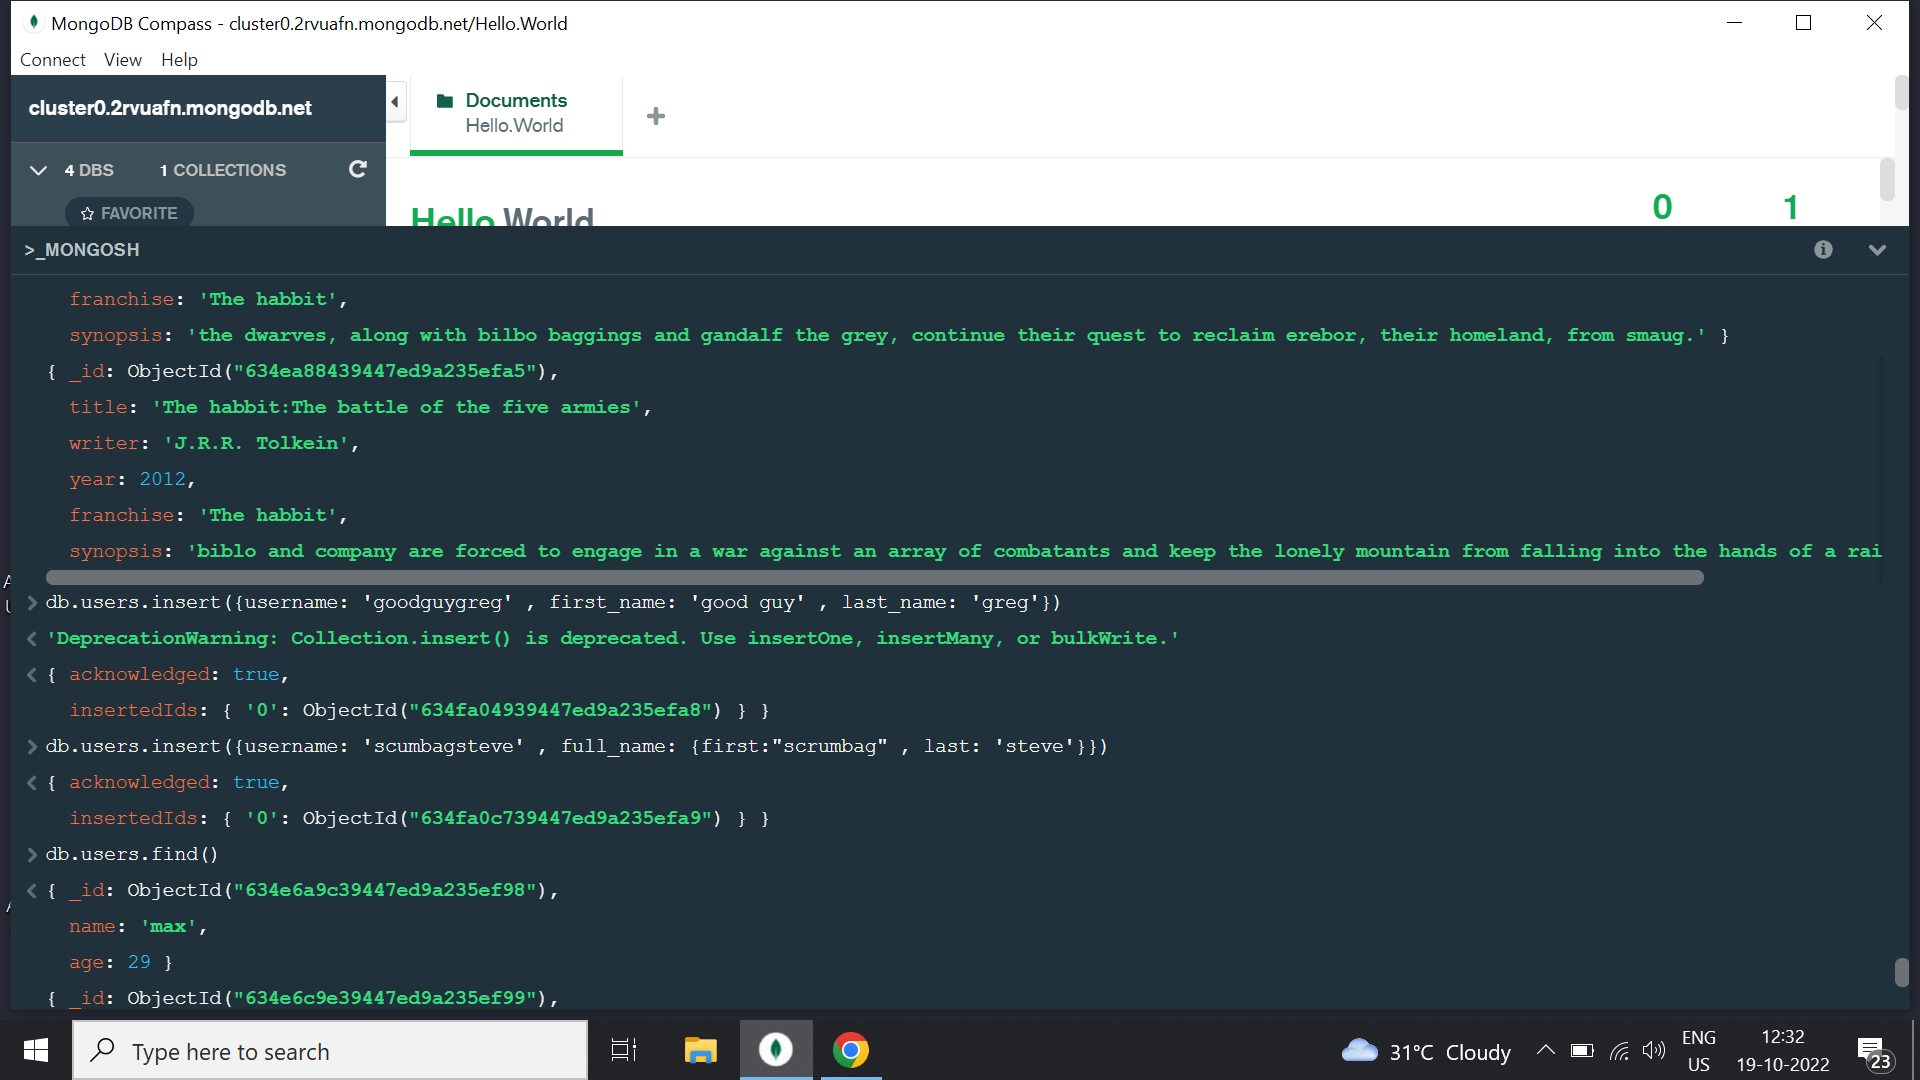 MongoDB Compass - cluster0.2rvuafn.mongodb.net/Hello.World
Connect View Help
cluster0.2rvuafn.mongodb.net
Documents
Hello.World
4 DBS 1 COLLECTIONS
FAVORITE
Hello.World
0 1
>_MONGOSH
franchise: 'The habbit',
synopsis: 'the dwarves, along with bilbo baggings and gandalf the grey, continue their quest to reclaim erebor, their homeland, from smaug.' }
{ _id: ObjectId("634ea88439447ed9a235efa5"),
title: 'The habbit:The battle of the five armies',
writer: 'J.R.R. Tolkein',
year: 2012,
franchise: 'The habbit',
synopsis: 'biblo and company are forced to engage in a war against an array of combatants and keep the lonely mountain from falling into the hands of a rai
> db.users.insert({username: 'goodguygreg' , first_name: 'good guy' , last_name: 'greg'})
< 'DeprecationWarning: Collection.insert() is deprecated. Use insertOne, insertMany, or bulkWrite.'
< { acknowledged: true,
insertedIds: { '0': ObjectId("634fa04939447ed9a235efa8") } }
> db.users.insert({username: 'scumbagsteve' , full_name: {first:"scrumbag" , last: 'steve'}})
< { acknowledged: true,
insertedIds: { '0': ObjectId("634fa0c739447ed9a235efa9") } }
> db.users.find()
< { _id: ObjectId("634e6a9c39447ed9a235ef98"),
name: 'max',
age: 29 }
{ _id: ObjectId("634e6c9e39447ed9a235ef99"),
Type here to search
31°C Cloudy
ENG
US
12:32
19-10-2022
23